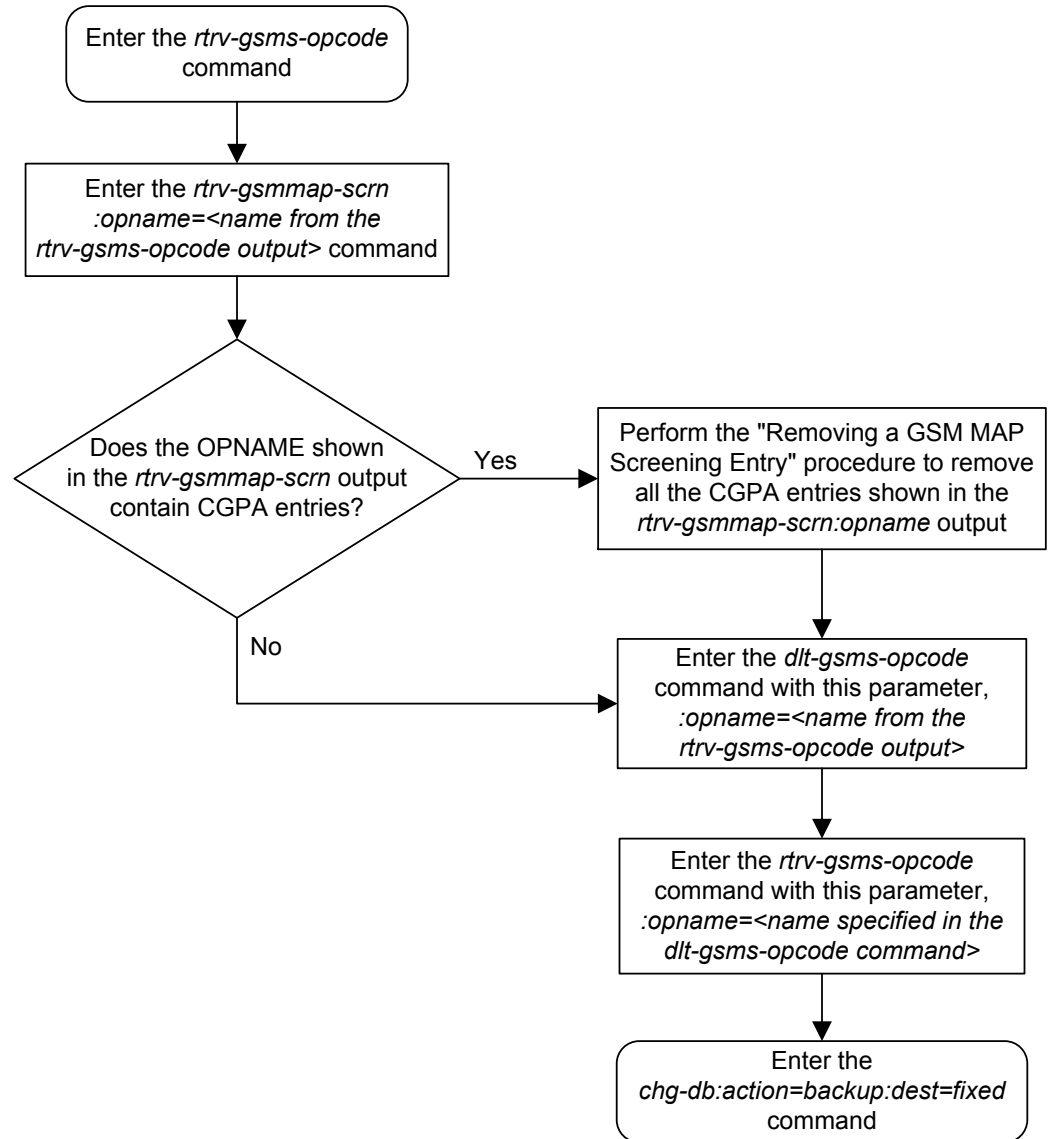 Enter the rtrv-gsms-opcode
command
Enter the rtrv-gsmmap-scrn
:opname=<name from the
rtrv-gsms-opcode output> command
Does the OPNAME shown
in the rtrv-gsmmap-scrn output
contain CGPA entries?
Yes
Perform the "Removing a GSM MAP
Screening Entry" procedure to remove
all the CGPA entries shown in the
rtrv-gsmmap-scrn:opname output
No
Enter the dlt-gsms-opcode
command with this parameter,
:opname=<name from the
rtrv-gsms-opcode output>
Enter the rtrv-gsms-opcode
command with this parameter,
:opname=<name specified in the
dlt-gsms-opcode command>
Enter the
chg-db:action=backup:dest=fixed
command